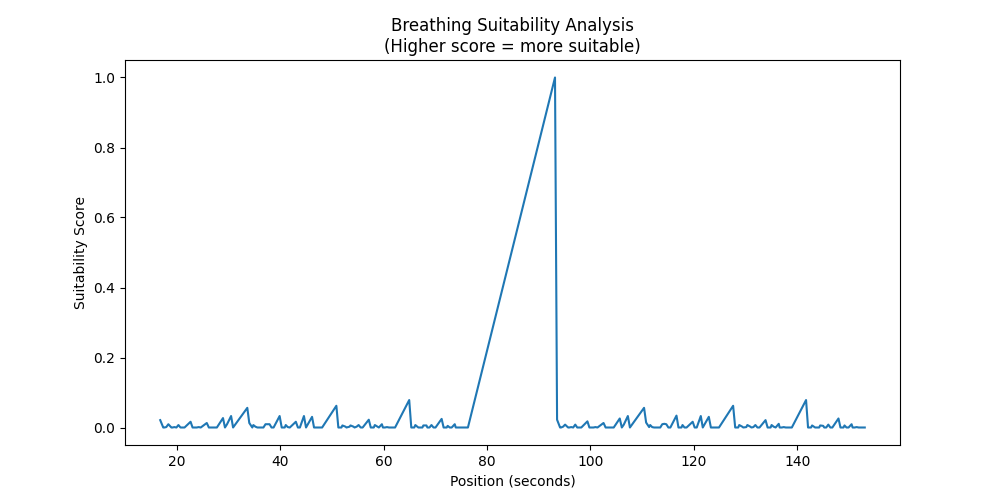 Breathing Suitability Analysis
(Higher score = more suitable)
1.0
0.8
0.6
0.4
0.2
0.0
Suitability Score
20 40 60 80 100 120 140
Position (seconds)